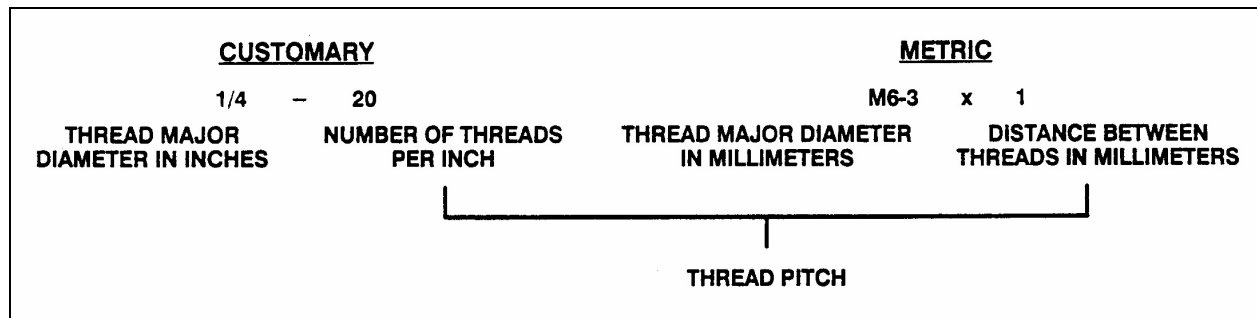 CUSTOMARY
1/4 – 20
THREAD MAJOR
DIAMETER IN INCHES
NUMBER OF THREADS
PER INCH
METRIC
M6-3 x 1
THREAD MAJOR DIAMETER
IN MILLIMETERS
DISTANCE BETWEEN
THREADS IN MILLIMETERS
THREAD PITCH